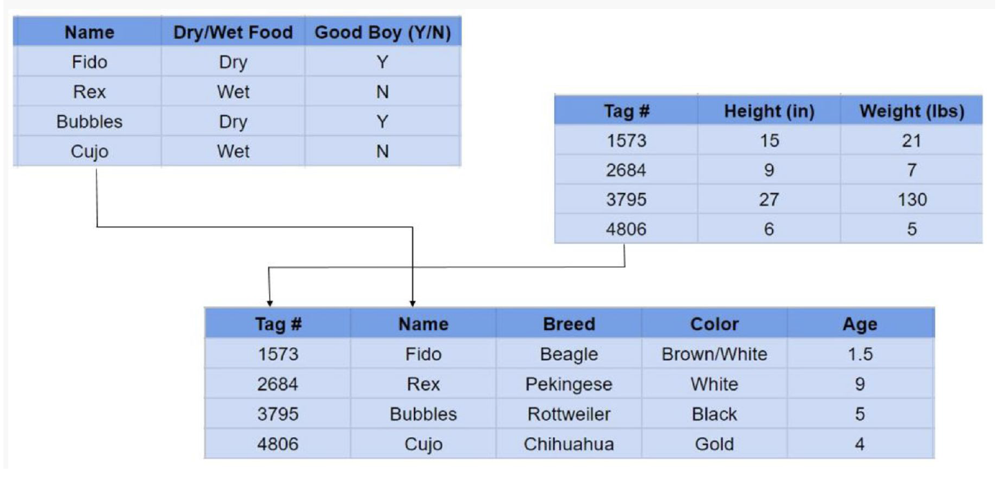 Name Dry/Wet Food Good Boy (Y/N)
Fido Dry Y
Rex Wet N
Bubbles Dry Y
Cujo Wet N
Tag # Height (in) Weight (lbs)
1573 15 21
2684 9 7
3795 27 130
4806 6 5
Tag # Name Breed Color Age
1573 Fido Beagle Brown/White 1.5
2684 Rex Pekingese White 9
3795 Bubbles Rottweiler Black 5
4806 Cujo Chihuahua Gold 4